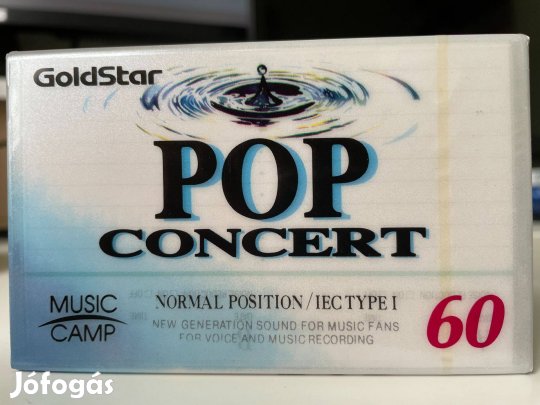 GoldStar
POP
CONCERT
MUSIC
CAMP
NORMAL POSITION/IEC TYPE I
NEW GENERATION SOUND FOR MUSIC FANS
FOR VOICE AND MUSIC RECORDING
60
Jófogás